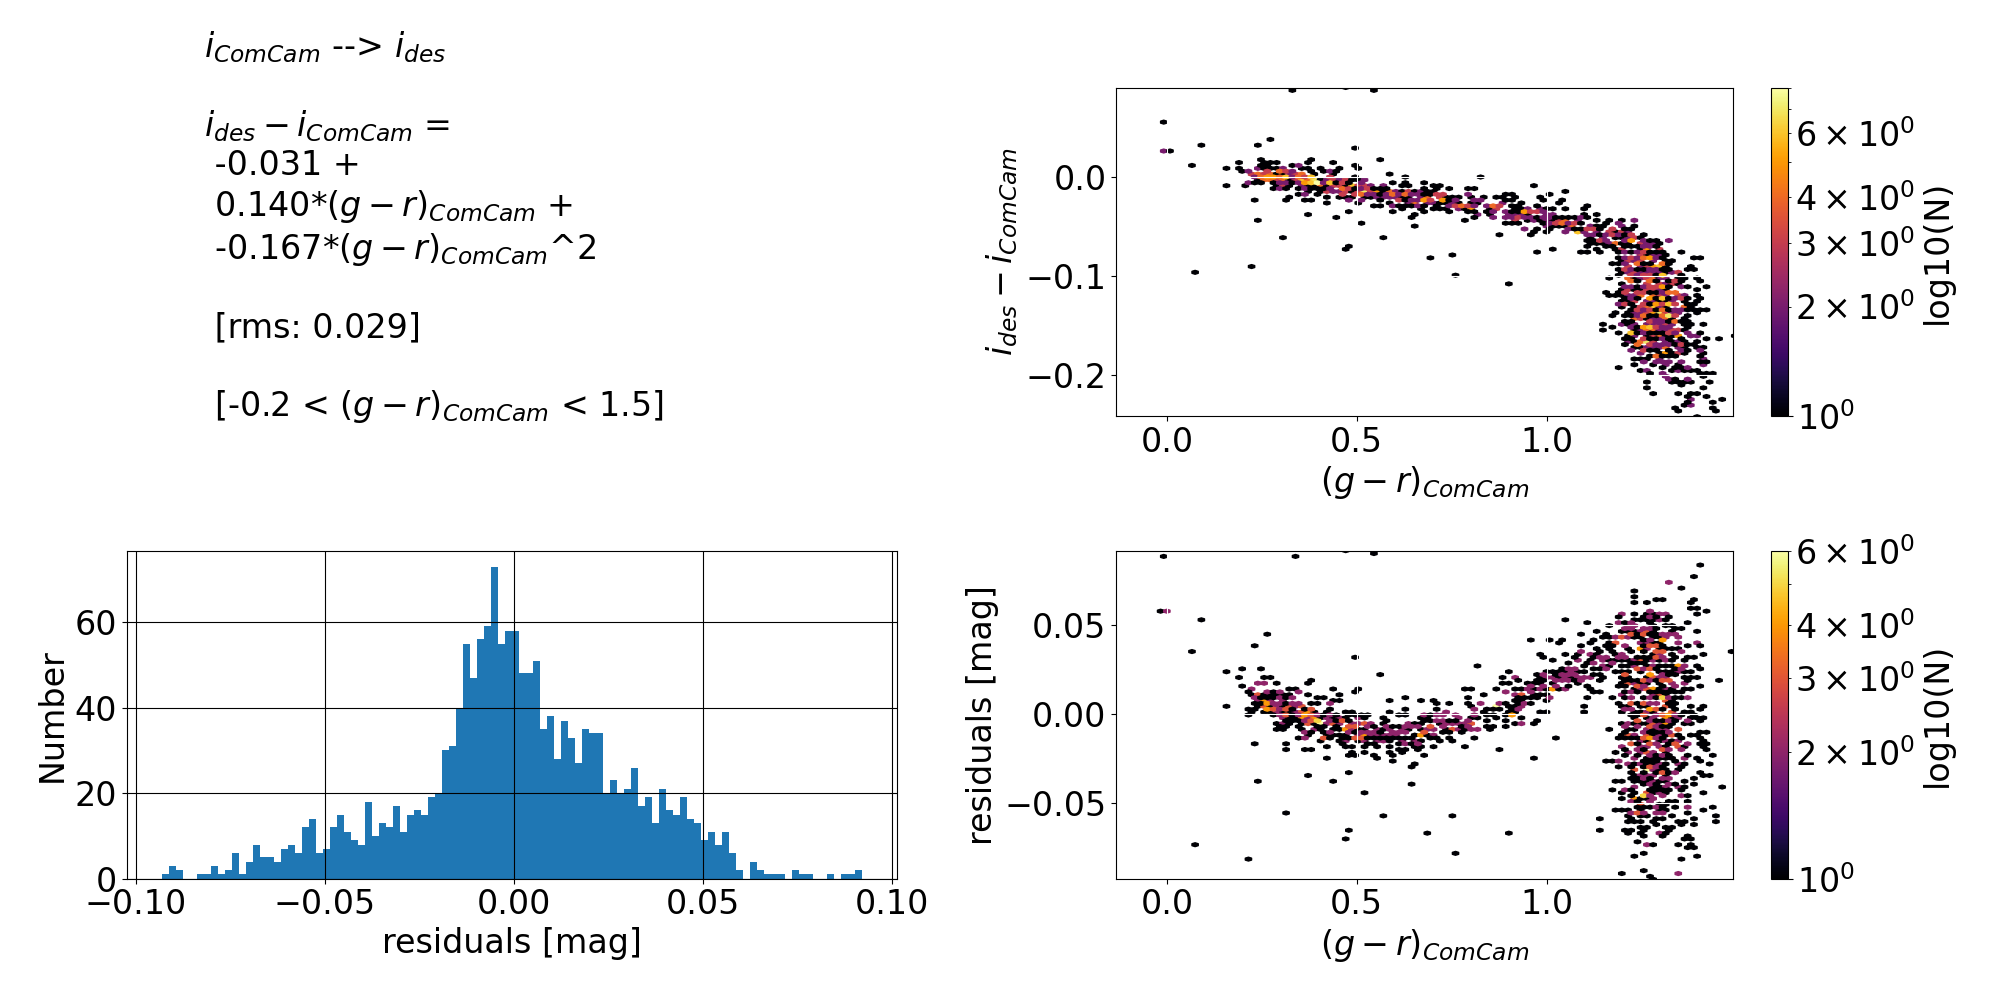 i_ComCam --> i_des
i_des − i_ComCam =
-0.031 +
0.140*(g − r)_ComCam +
-0.167*(g − r)_ComCam^2
[rms: 0.029]
[-0.2 < (g − r)_ComCam < 1.5]
i_des − i_ComCam
0.0
−0.1
−0.2
0.0 0.5 1.0
(g − r)_ComCam
6 × 10^0
4 × 10^0
3 × 10^0
2 × 10^0
10^0
log10(N)
Number
60
40
20
0
−0.10 −0.05 0.00 0.05 0.10
residuals [mag]
residuals [mag]
0.05
0.00
−0.05
0.0 0.5 1.0
(g − r)_ComCam
6 × 10^0
4 × 10^0
3 × 10^0
2 × 10^0
10^0
log10(N)